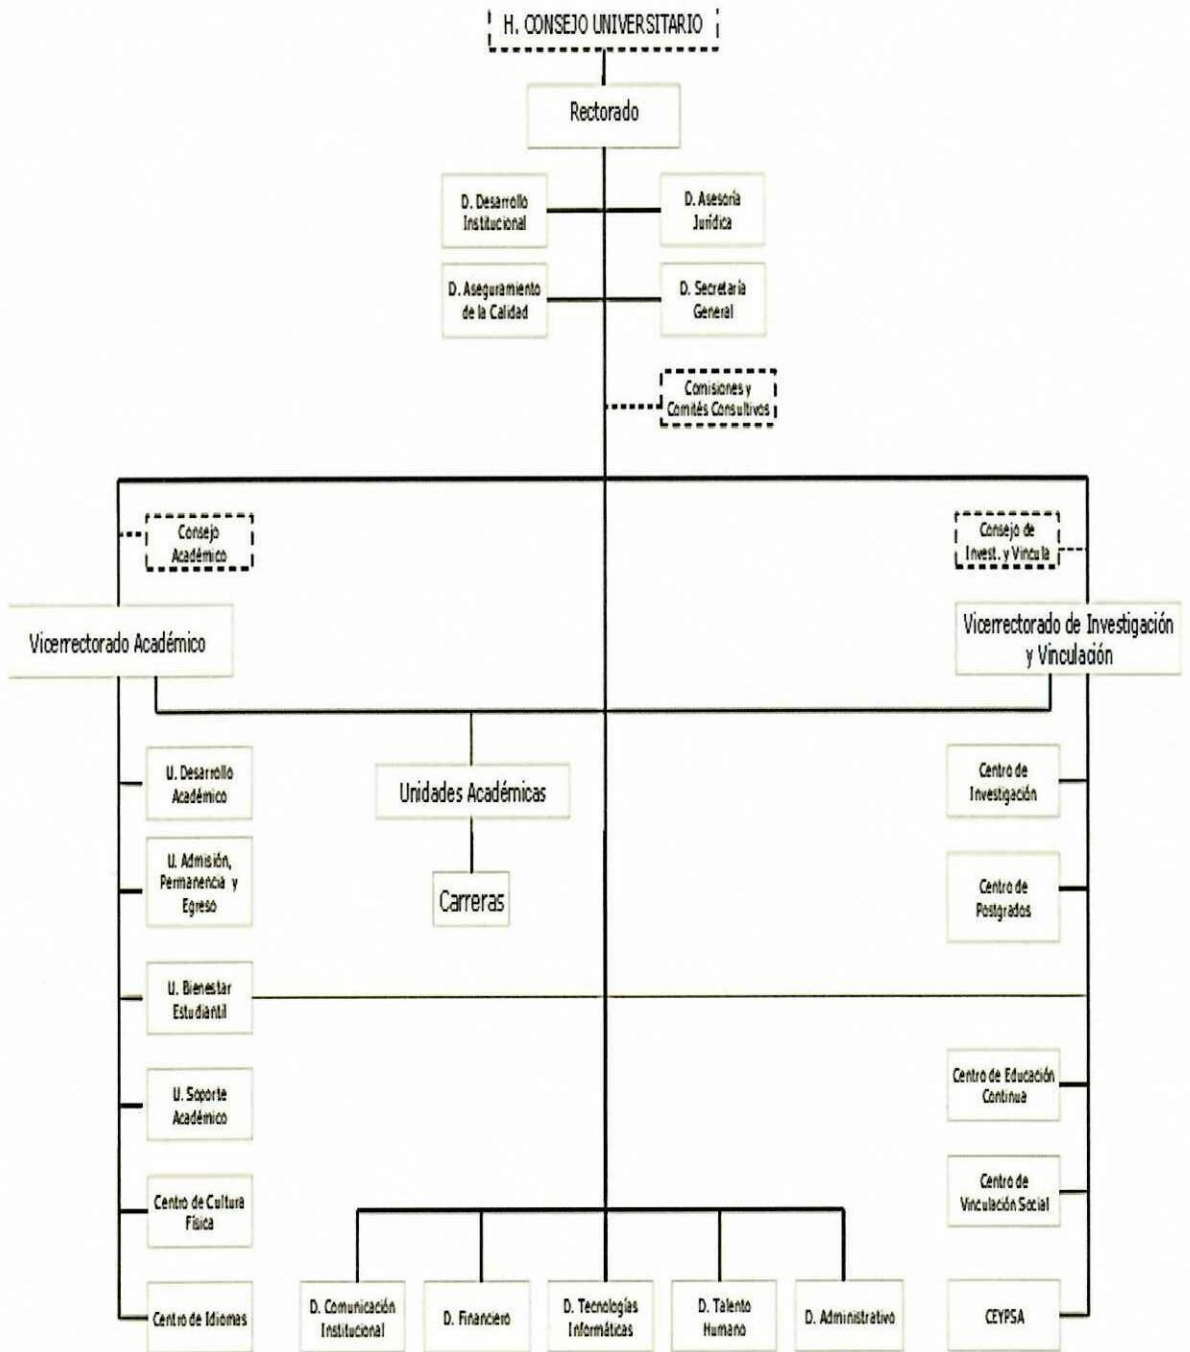 H. CONSEJO UNIVERSITARIO
Rectorado
D. Desarrollo
Institucional
D. Asesoría
Jurídica
D. Aseguramiento
de la Calidad
D. Secretaría
General
Comisiones y
Comités Consultivos
Consejo
Académico
Consejo de
Invest. y Vincula
Vicerrectorado Académico
Vicerrectorado de Investigación
y Vinculación
U. Desarrollo
Académico
Unidades Académicas
Centro de
Investigación
U. Admisión,
Permanencia y
Egreso
Carreras
Centro de
Postgrados
U. Bienestar
Estudiantil
U. Soporte
Académico
Centro de Educación
Continua
Centro de Cultura
Física
Centro de
Vinculación Social
Centro de Idiomas
D. Comunicación
Institucional
D. Financiero
D. Tecnologías
Informáticas
D. Talento
Humano
D. Administrativo
CEYPSA